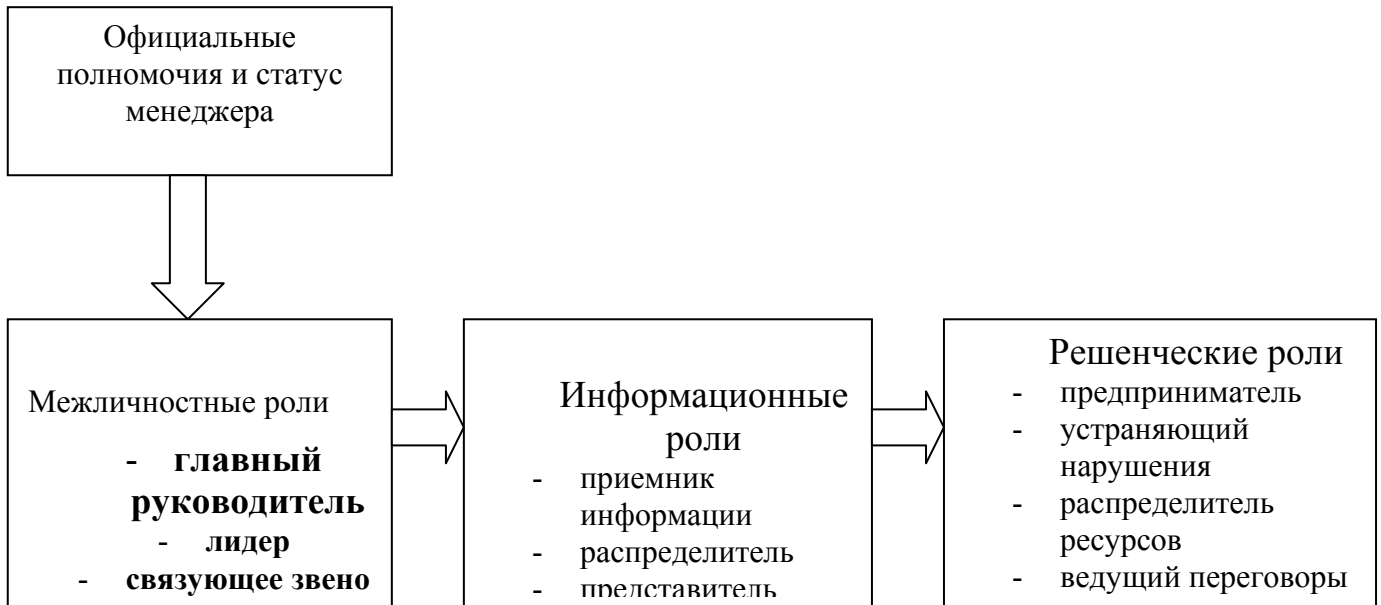 Официальные
полномочия и статус
менеджера
Межличностные роли
- главный
руководитель
- лидер
- связующее звено
Информационные
роли
- приемник
информации
- распределитель
- представитель
Решенческие роли
- предприниматель
- устраняющий
нарушения
- распределитель
ресурсов
- ведущий переговоры